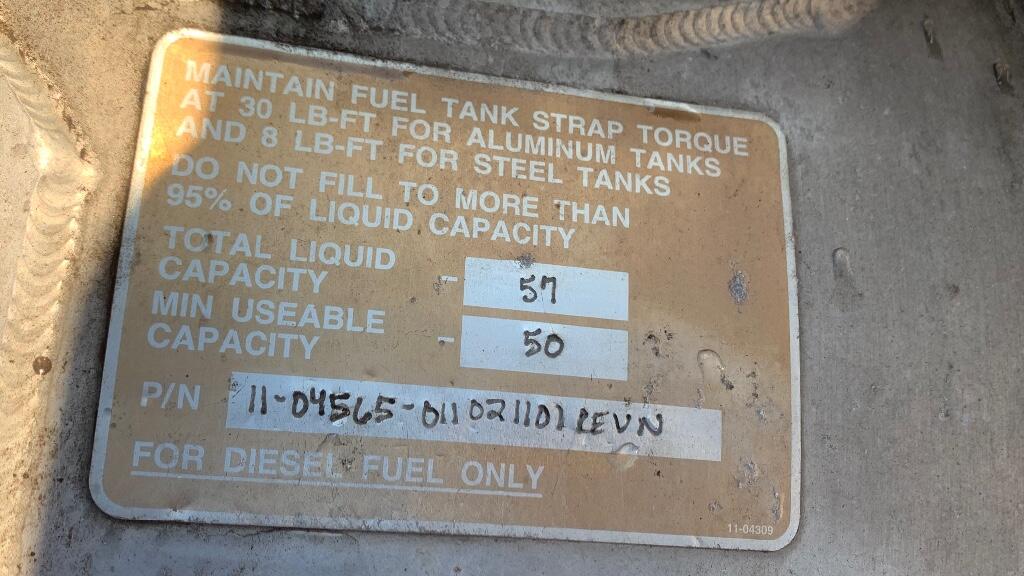 MAINTAIN FUEL TANK STRAP TORQUE
AT 30 LB-FT FOR ALUMINUM TANKS
AND 8 LB-FT FOR STEEL TANKS
DO NOT FILL TO MORE THAN
95% OF LIQUID CAPACITY
TOTAL LIQUID
CAPACITY - 57
MIN USEABLE
CAPACITY - 50
P/N 11-04565-011021101REVN
FOR DIESEL FUEL ONLY
11-04309